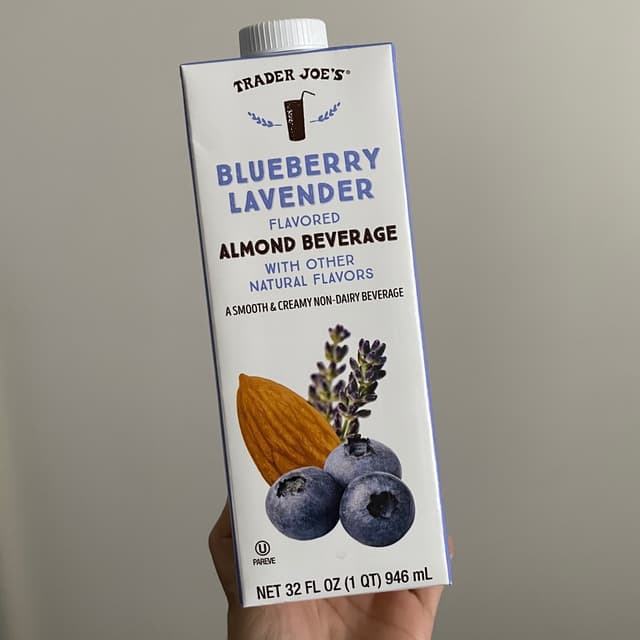 TRADER JOE'S®
BLUEBERRY
LAVENDER
FLAVORED
ALMOND BEVERAGE
WITH OTHER
NATURAL FLAVORS
A SMOOTH & CREAMY NON-DAIRY BEVERAGE
U
PAREVE
NET 32 FL OZ (1 QT) 946 mL